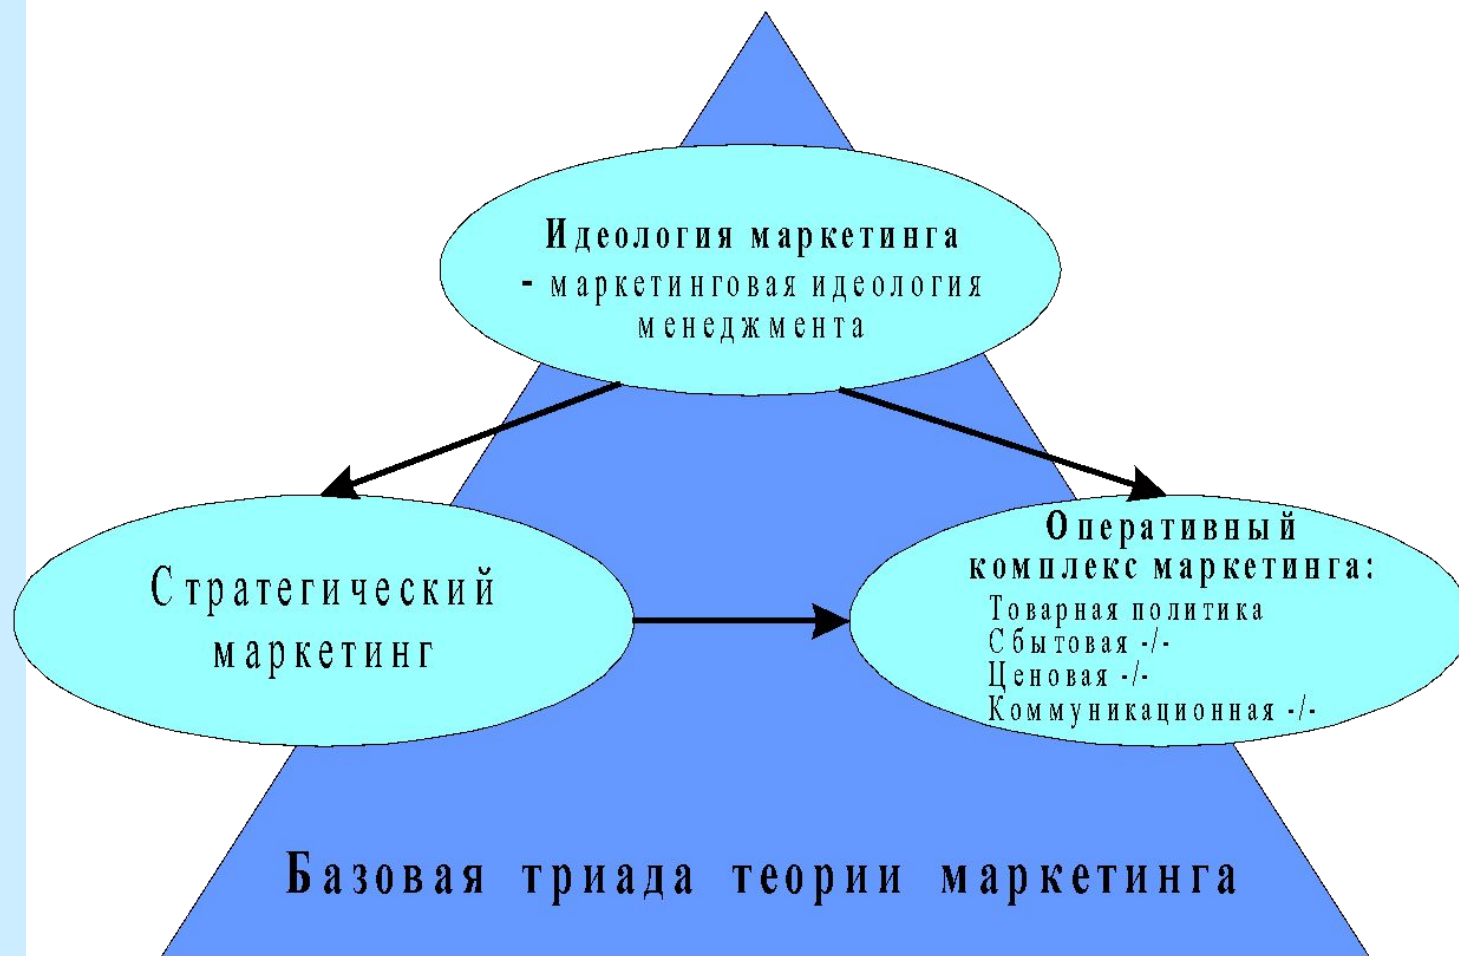 Идеология маркетинга
- маркетинговая идеология
менеджмента
Стратегический
маркетинг
Оперативный
комплекс маркетинга:
Товарная политика
Сбытовая -/-
Ценовая -/-
Коммуникационная -/-
Базовая триада теории маркетинга